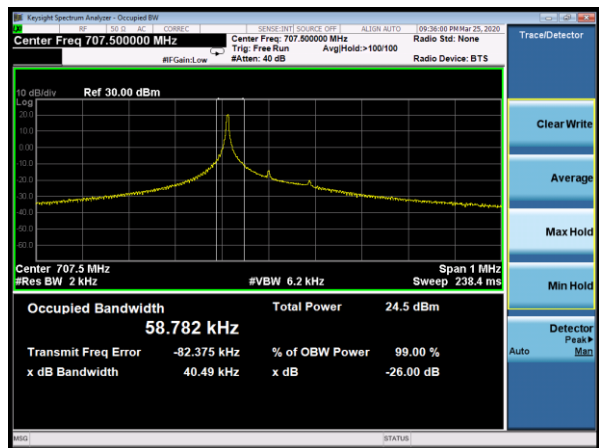 Keysight Spectrum Analyzer - Occupied BW
RF 50 Ω AC CORREC SENSE:INT SOURCE OFF ALIGN AUTO 09:36:00 PM Mar 25, 2020
Center Freq 707.500000 MHz
Center Freq: 707.500000 MHz Radio Std: None
Trig: Free Run Avg|Hold:>100/100
#IFGain:Low #Atten: 40 dB Radio Device: BTS
Trace/Detector
10 dB/div Ref 30.00 dBm
Log
20.0
10.0
0.00
-10.0
-20.0
-30.0
-40.0
-50.0
-60.0
Center 707.5 MHz Span 1 MHz
#Res BW 2 kHz #VBW 6.2 kHz Sweep 238.4 ms
Occupied Bandwidth Total Power 24.5 dBm
58.782 kHz
Transmit Freq Error -82.375 kHz % of OBW Power 99.00 %
x dB Bandwidth 40.49 kHz x dB -26.00 dB
Clear Write
Average
Max Hold
Min Hold
Detector
Peak▶
Auto Man
MSG STATUS